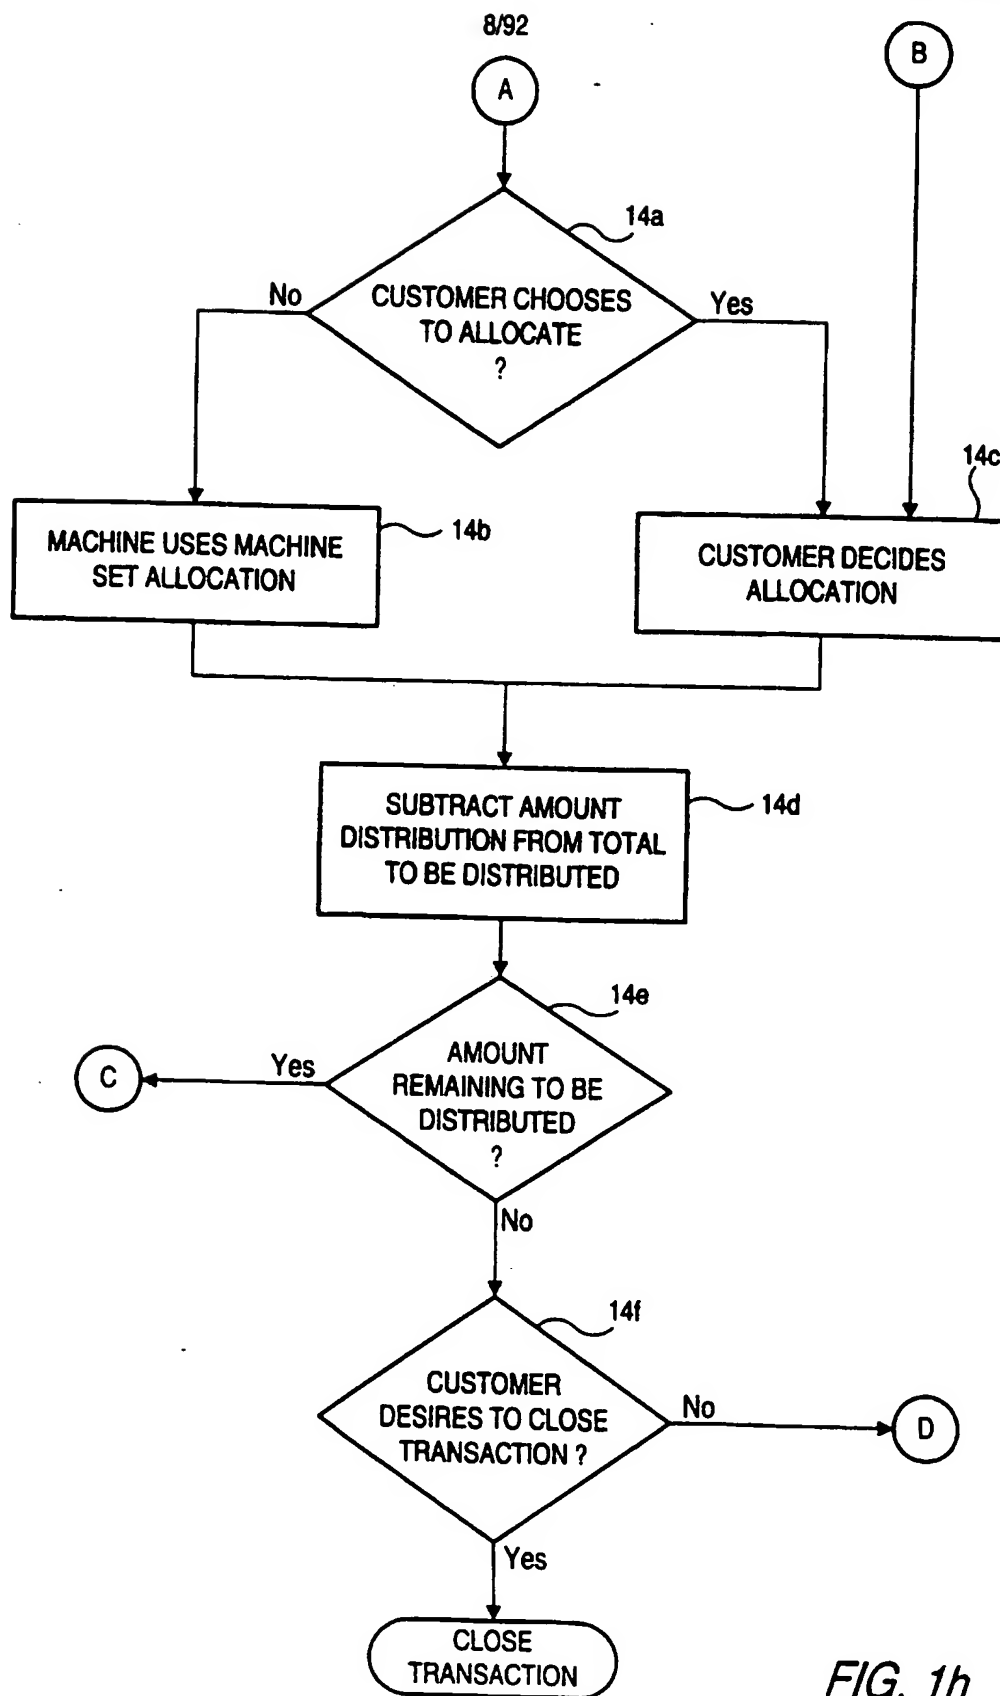 8/92
A
B
14a
No
CUSTOMER CHOOSES
TO ALLOCATE
?
Yes
14c
MACHINE USES MACHINE
SET ALLOCATION
14b
CUSTOMER DECIDES
ALLOCATION
SUBTRACT AMOUNT
DISTRIBUTION FROM TOTAL
TO BE DISTRIBUTED
14d
14e
C
Yes
AMOUNT
REMAINING TO BE
DISTRIBUTED
?
No
14f
CUSTOMER
DESIRES TO CLOSE
TRANSACTION ?
No
D
Yes
CLOSE
TRANSACTION
FIG. 1h